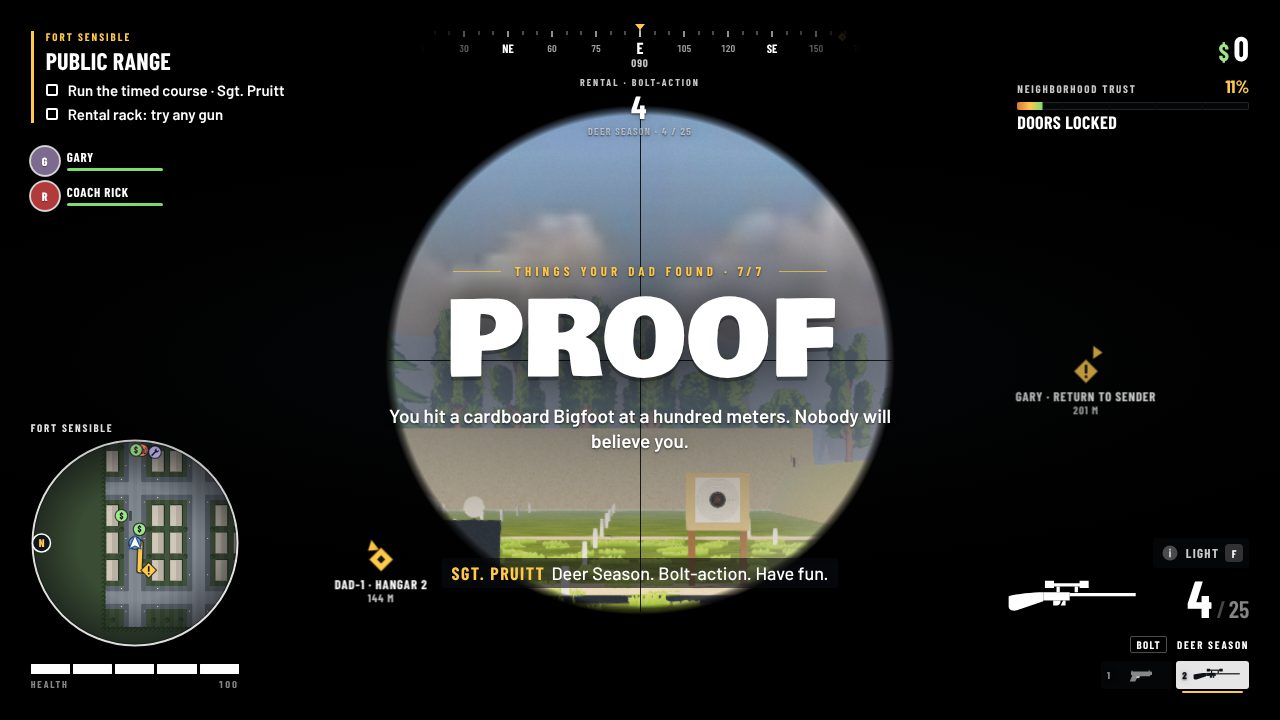 FORT SENSIBLE
PUBLIC RANGE
Run the timed course · Sgt. Pruitt
Rental rack: try any gun
G GARY
R COACH RICK
30 NE 60 75 E 105 120 SE 150
090
RENTAL · BOLT-ACTION
4
DEER SEASON · 4 / 25
$ 0
NEIGHBORHOOD TRUST 11%
DOORS LOCKED
THINGS YOUR DAD FOUND · 7/7
PROOF
You hit a cardboard Bigfoot at a hundred meters. Nobody will
believe you.
GARY · RETURN TO SENDER
201 M
FORT SENSIBLE
N
DAD-1 · HANGAR 2
144 M
SGT. PRUITT Deer Season. Bolt-action. Have fun.
LIGHT F
4 / 25
BOLT DEER SEASON
1 2
HEALTH 100